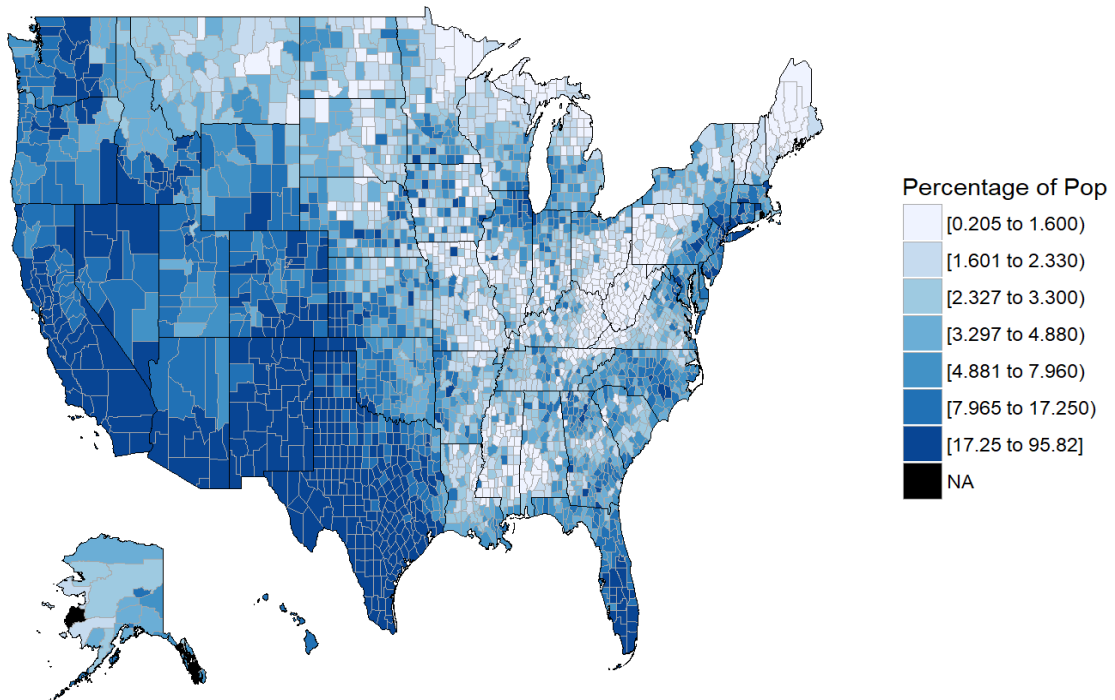 Percentage of Pop
[0.205 to 1.600)
[1.601 to 2.330)
[2.327 to 3.300)
[3.297 to 4.880)
[4.881 to 7.960)
[7.965 to 17.250)
[17.25 to 95.82]
NA